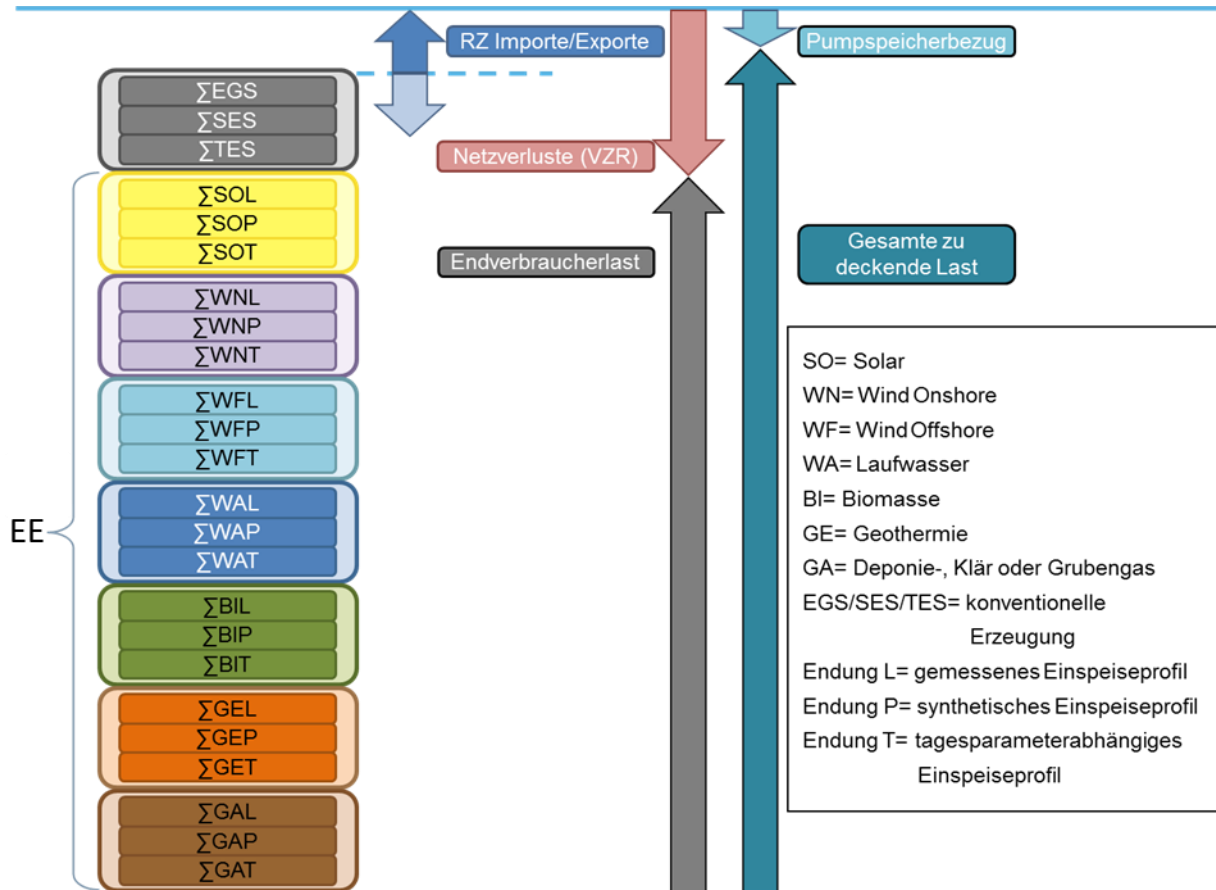 RZ Importe/Exporte
Pumpspeicherbezug
∑EGS
∑SES
∑TES
Netzverluste (VZR)
∑SOL
∑SOP
∑SOT
Endverbraucherlast
Gesamte zu
deckende Last
∑WNL
∑WNP
∑WNT
∑WFL
∑WFP
∑WFT
EE
∑WAL
∑WAP
∑WAT
∑BIL
∑BIP
∑BIT
∑GEL
∑GEP
∑GET
∑GAL
∑GAP
∑GAT
SO= Solar
WN= Wind Onshore
WF= Wind Offshore
WA= Laufwasser
BI= Biomasse
GE= Geothermie
GA= Deponie-, Klär oder Grubengas
EGS/SES/TES= konventionelle
Erzeugung
Endung L= gemessenes Einspeiseprofil
Endung P= synthetisches Einspeiseprofil
Endung T= tagesparameterabhängiges
Einspeiseprofil